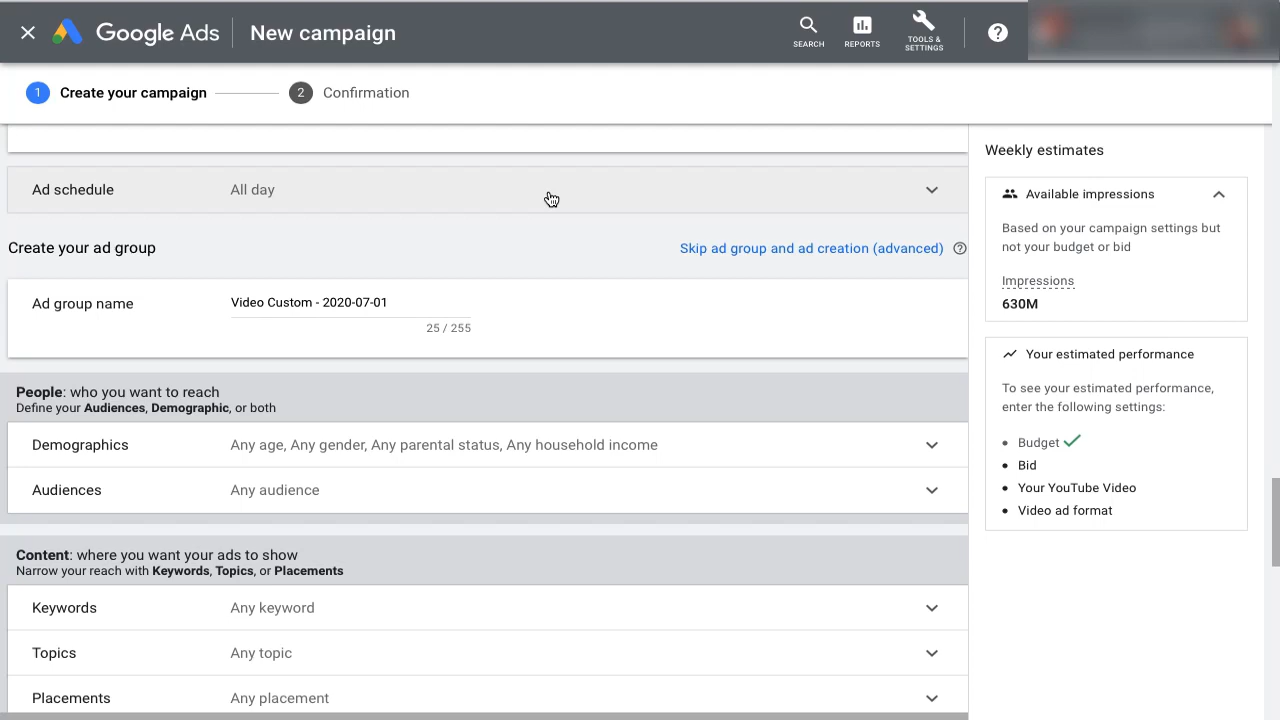 Google Ads
New campaign
SEARCH
REPORTS
TOOLS &
SETTINGS
?
1 Create your campaign
2 Confirmation
Ad schedule All day
Create your ad group Skip ad group and ad creation (advanced) ?
Ad group name Video Custom - 2020-07-01
25 / 255
People: who you want to reach
Define your Audiences, Demographic, or both
Demographics Any age, Any gender, Any parental status, Any household income
Audiences Any audience
Content: where you want your ads to show
Narrow your reach with Keywords, Topics, or Placements
Keywords Any keyword
Topics Any topic
Placements Any placement
Weekly estimates
Available impressions
Based on your campaign settings but
not your budget or bid
Impressions
630M
Your estimated performance
To see your estimated performance,
enter the following settings:
• Budget
• Bid
• Your YouTube Video
• Video ad format